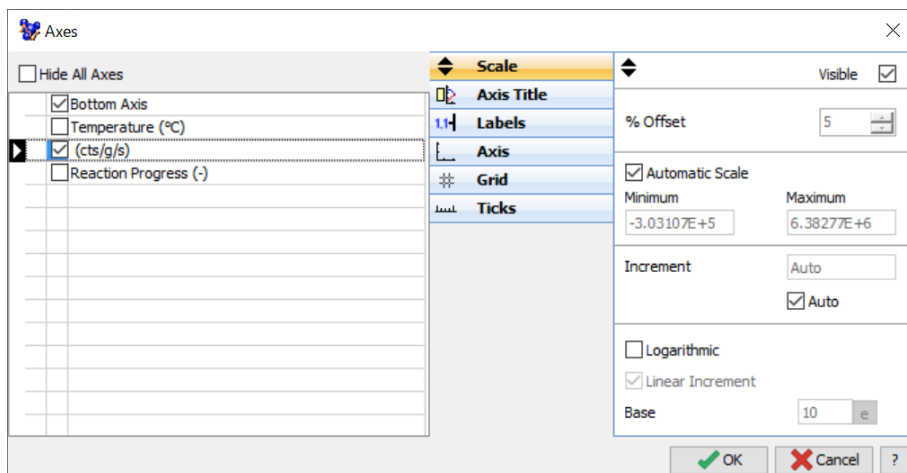 Axes
Hide All Axes
Bottom Axis
Temperature (°C)
(cts/g/s)
Reaction Progress (-)
Scale
Axis Title
1.1 Labels
Axis
Grid
Ticks
Visible
% Offset 5
Automatic Scale
Minimum Maximum
-3.03107E+5 6.38277E+6
Increment Auto
Auto
Logarithmic
Linear Increment
Base 10 e
OK Cancel ?